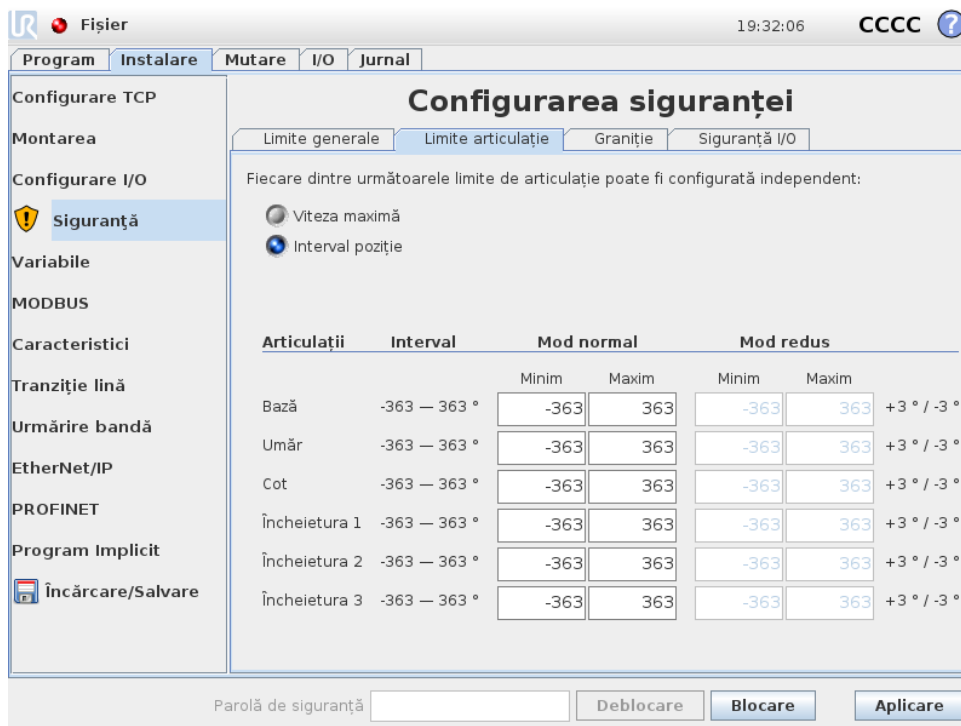 UR Fișier 19:32:06 CCCC ?
Program Instalare Mutare I/O Jurnal
Configurare TCP
Montarea
Configurare I/O
Siguranţă
Variabile
MODBUS
Caracteristici
Tranziție lină
Urmărire bandă
EtherNet/IP
PROFINET
Program Implicit
Încărcare/Salvare
Configurarea siguranței
Limite generale Limite articulație Graniție Siguranță I/O
Fiecare dintre următoarele limite de articulație poate fi configurată independent:
Viteza maximă
Interval poziție
Articulații Interval Mod normal Mod redus
Minim Maxim Minim Maxim
Bază -363 — 363 ° -363 363 -363 363 +3 ° / -3 °
Umăr -363 — 363 ° -363 363 -363 363 +3 ° / -3 °
Cot -363 — 363 ° -363 363 -363 363 +3 ° / -3 °
Încheietura 1 -363 — 363 ° -363 363 -363 363 +3 ° / -3 °
Încheietura 2 -363 — 363 ° -363 363 -363 363 +3 ° / -3 °
Încheietura 3 -363 — 363 ° -363 363 -363 363 +3 ° / -3 °
Parolă de siguranță Deblocare Blocare Aplicare